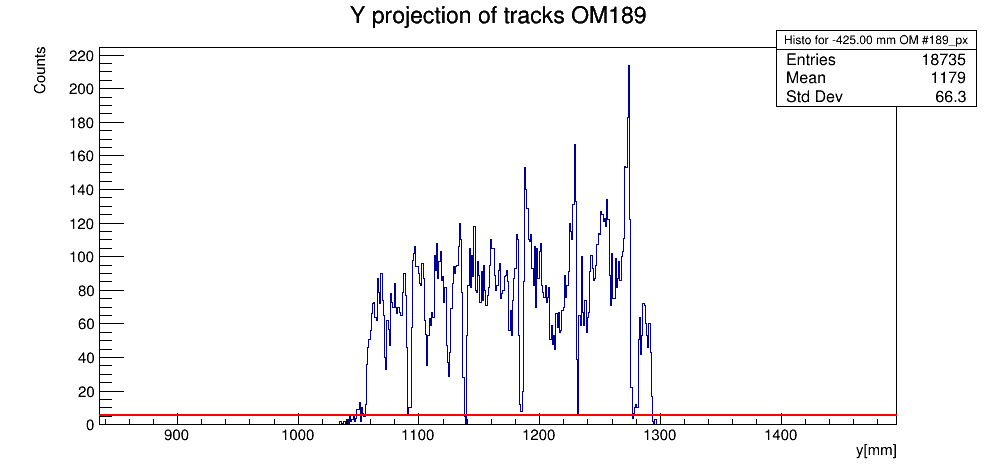 Y projection of tracks OM189
Histo for -425.00 mm OM #189_px
Entries 18735
Mean 1179
Std Dev 66.3
Counts
220
200
180
160
140
120
100
80
60
40
20
0
900 1000 1100 1200 1300 1400
y[mm]